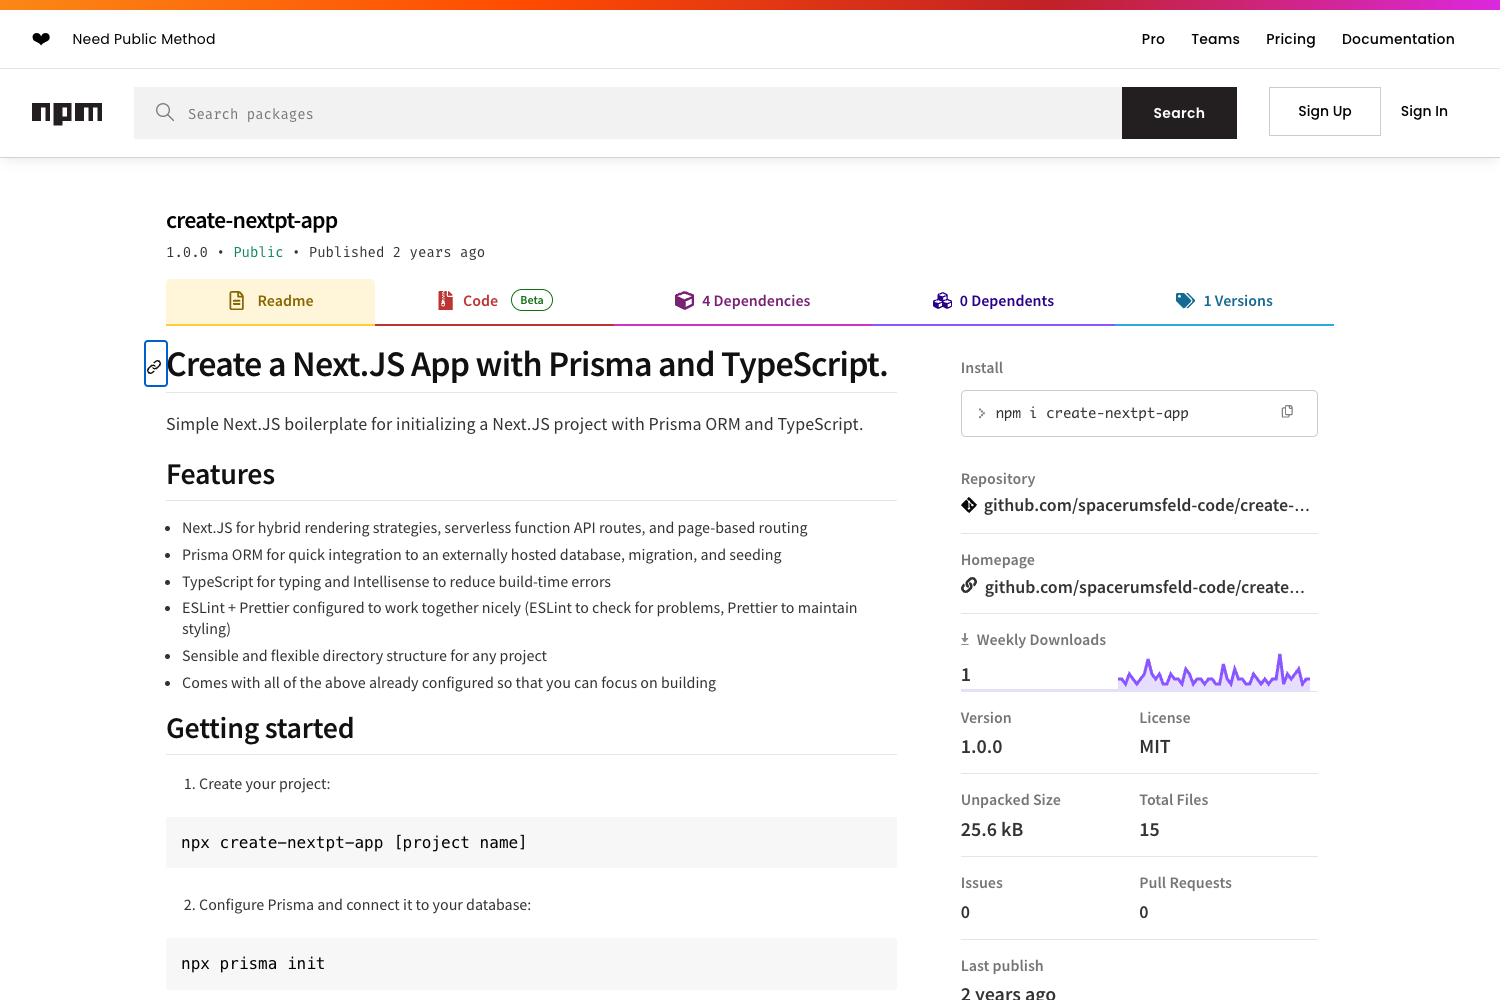 Need Public Method
Pro
Teams
Pricing
Documentation
npm
Search packages
Search
Sign Up
Sign In
create-nextpt-app
1.0.0 • Public • Published 2 years ago
Readme
Code Beta
4 Dependencies
0 Dependents
1 Versions
Create a Next.JS App with Prisma and TypeScript.
Simple Next.JS boilerplate for initializing a Next.JS project with Prisma ORM and TypeScript.
Features
• Next.JS for hybrid rendering strategies, serverless function API routes, and page-based routing
• Prisma ORM for quick integration to an externally hosted database, migration, and seeding
• TypeScript for typing and Intellisense to reduce build-time errors
• ESLint + Prettier configured to work together nicely (ESLint to check for problems, Prettier to maintain
styling)
• Sensible and flexible directory structure for any project
• Comes with all of the above already configured so that you can focus on building
Getting started
1. Create your project:
npx create-nextpt-app [project name]
2. Configure Prisma and connect it to your database:
npx prisma init
Install
> npm i create-nextpt-app
Repository
github.com/spacerumsfeld-code/create-...
Homepage
github.com/spacerumsfeld-code/create...
Weekly Downloads
1
Version
License
1.0.0
MIT
Unpacked Size
Total Files
25.6 kB
15
Issues
Pull Requests
0
0
Last publish
2 years ago